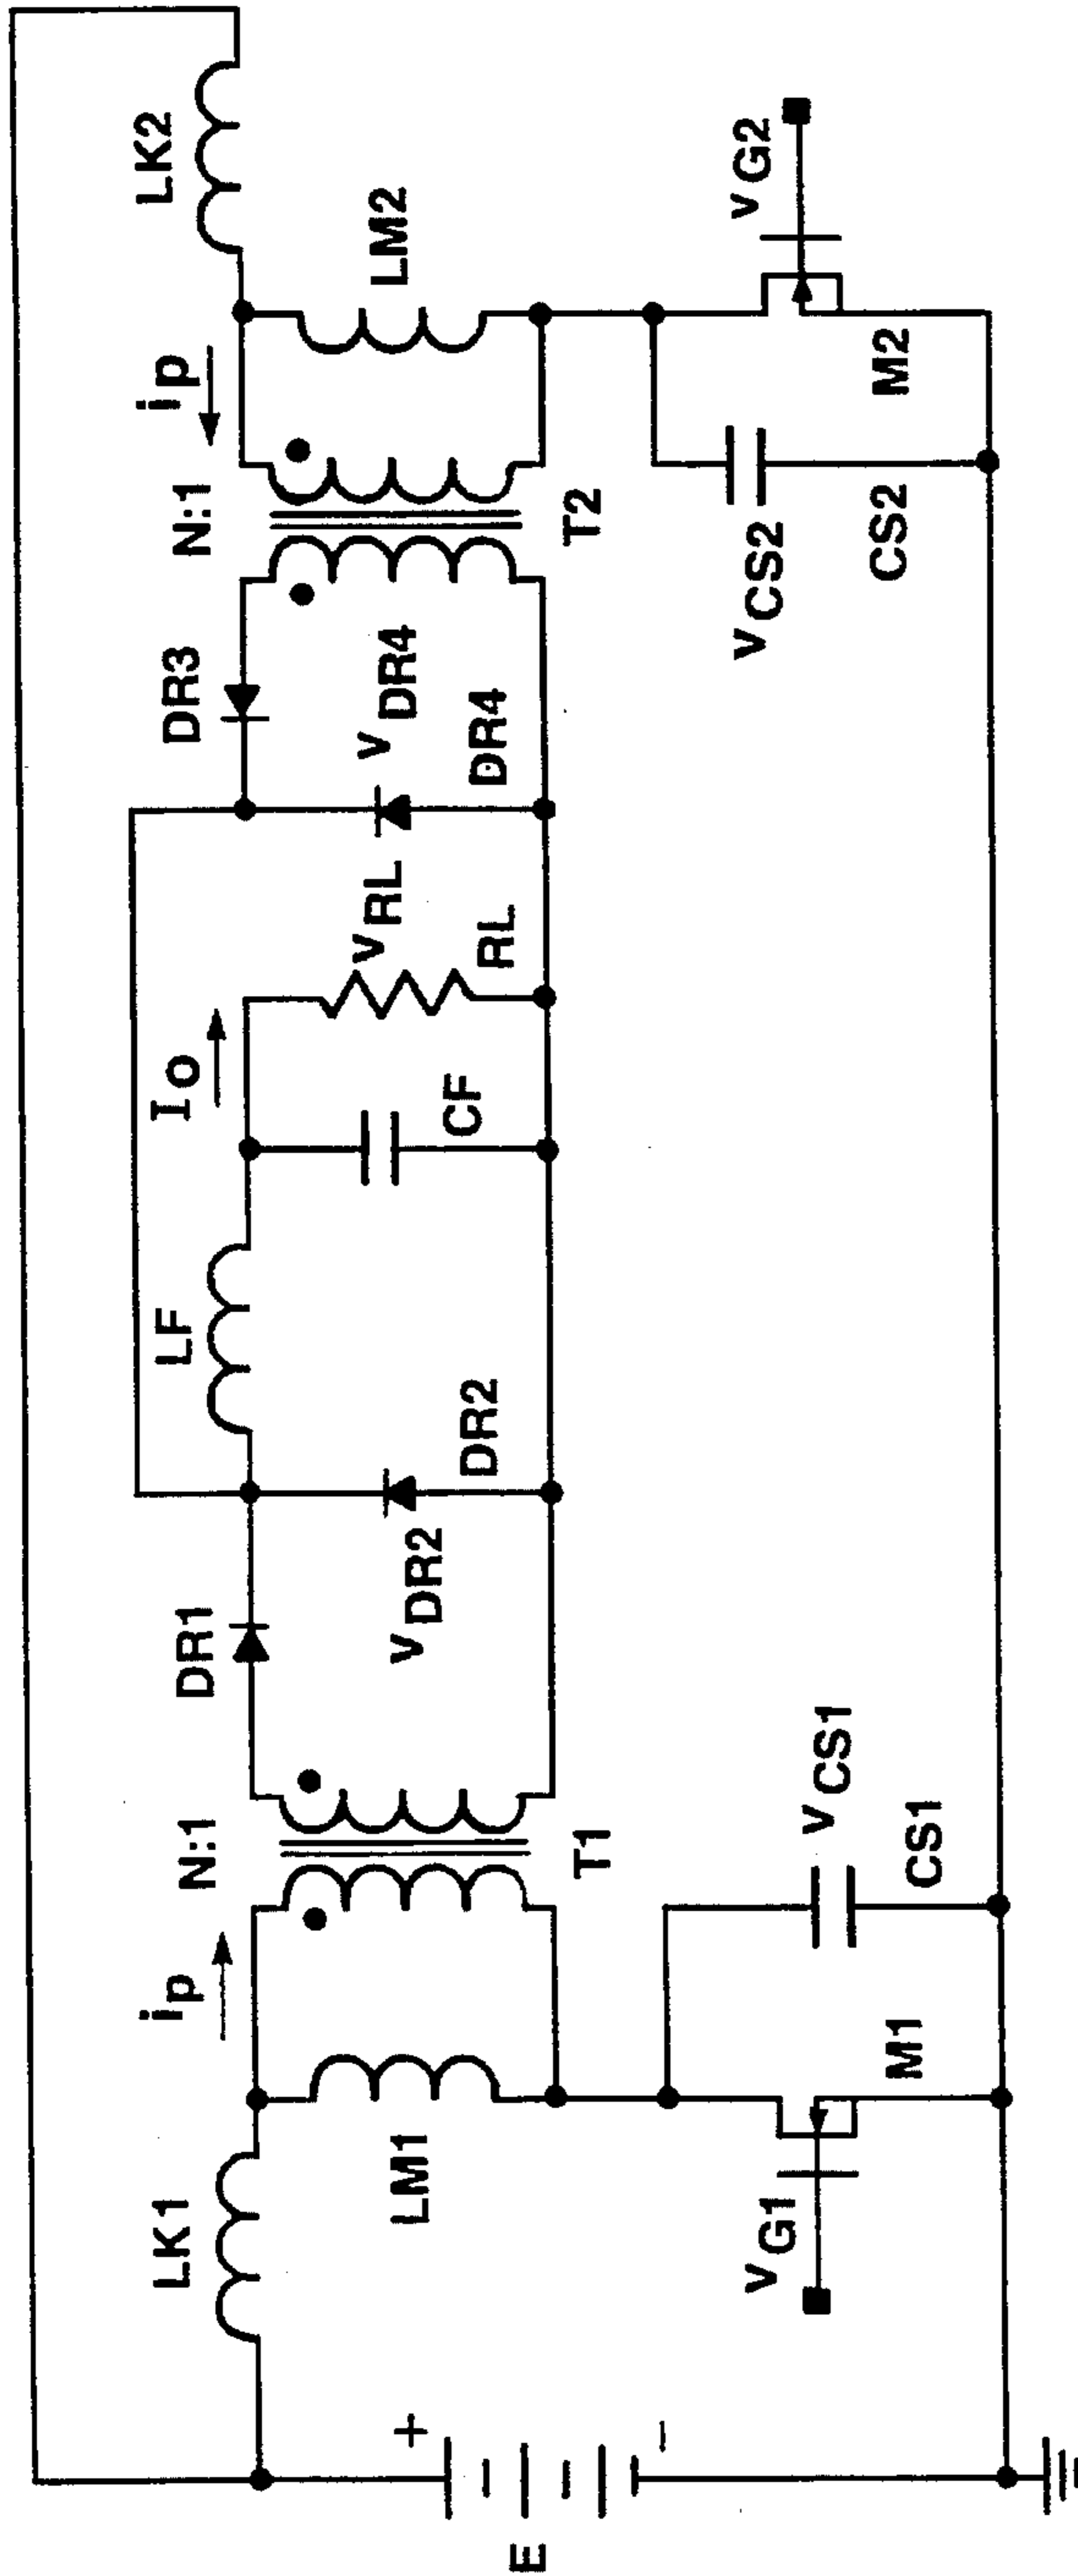 E
+
−
LK1
LM1
ip
N:1
T1
VG1
M1
VCS1
CS1
DR1
VDR2
DR2
LF
CF
IO
VRL
RL
DR3
VDR4
DR4
N:1
T2
ip
LK2
LM2
VCS2
CS2
M2
VG2